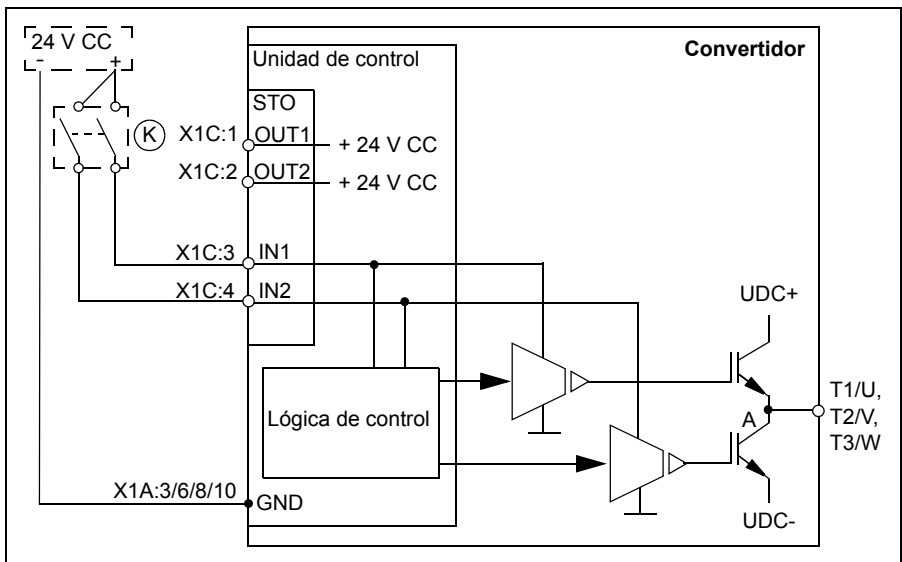 24 V CC
- +
Convertidor
Unidad de control
STO
K
X1C:1
OUT1
+ 24 V CC
X1C:2
OUT2
+ 24 V CC
X1C:3
IN1
X1C:4
IN2
UDC+
Lógica de control
A
T1/U,
T2/V,
T3/W
X1A:3/6/8/10
GND
UDC-